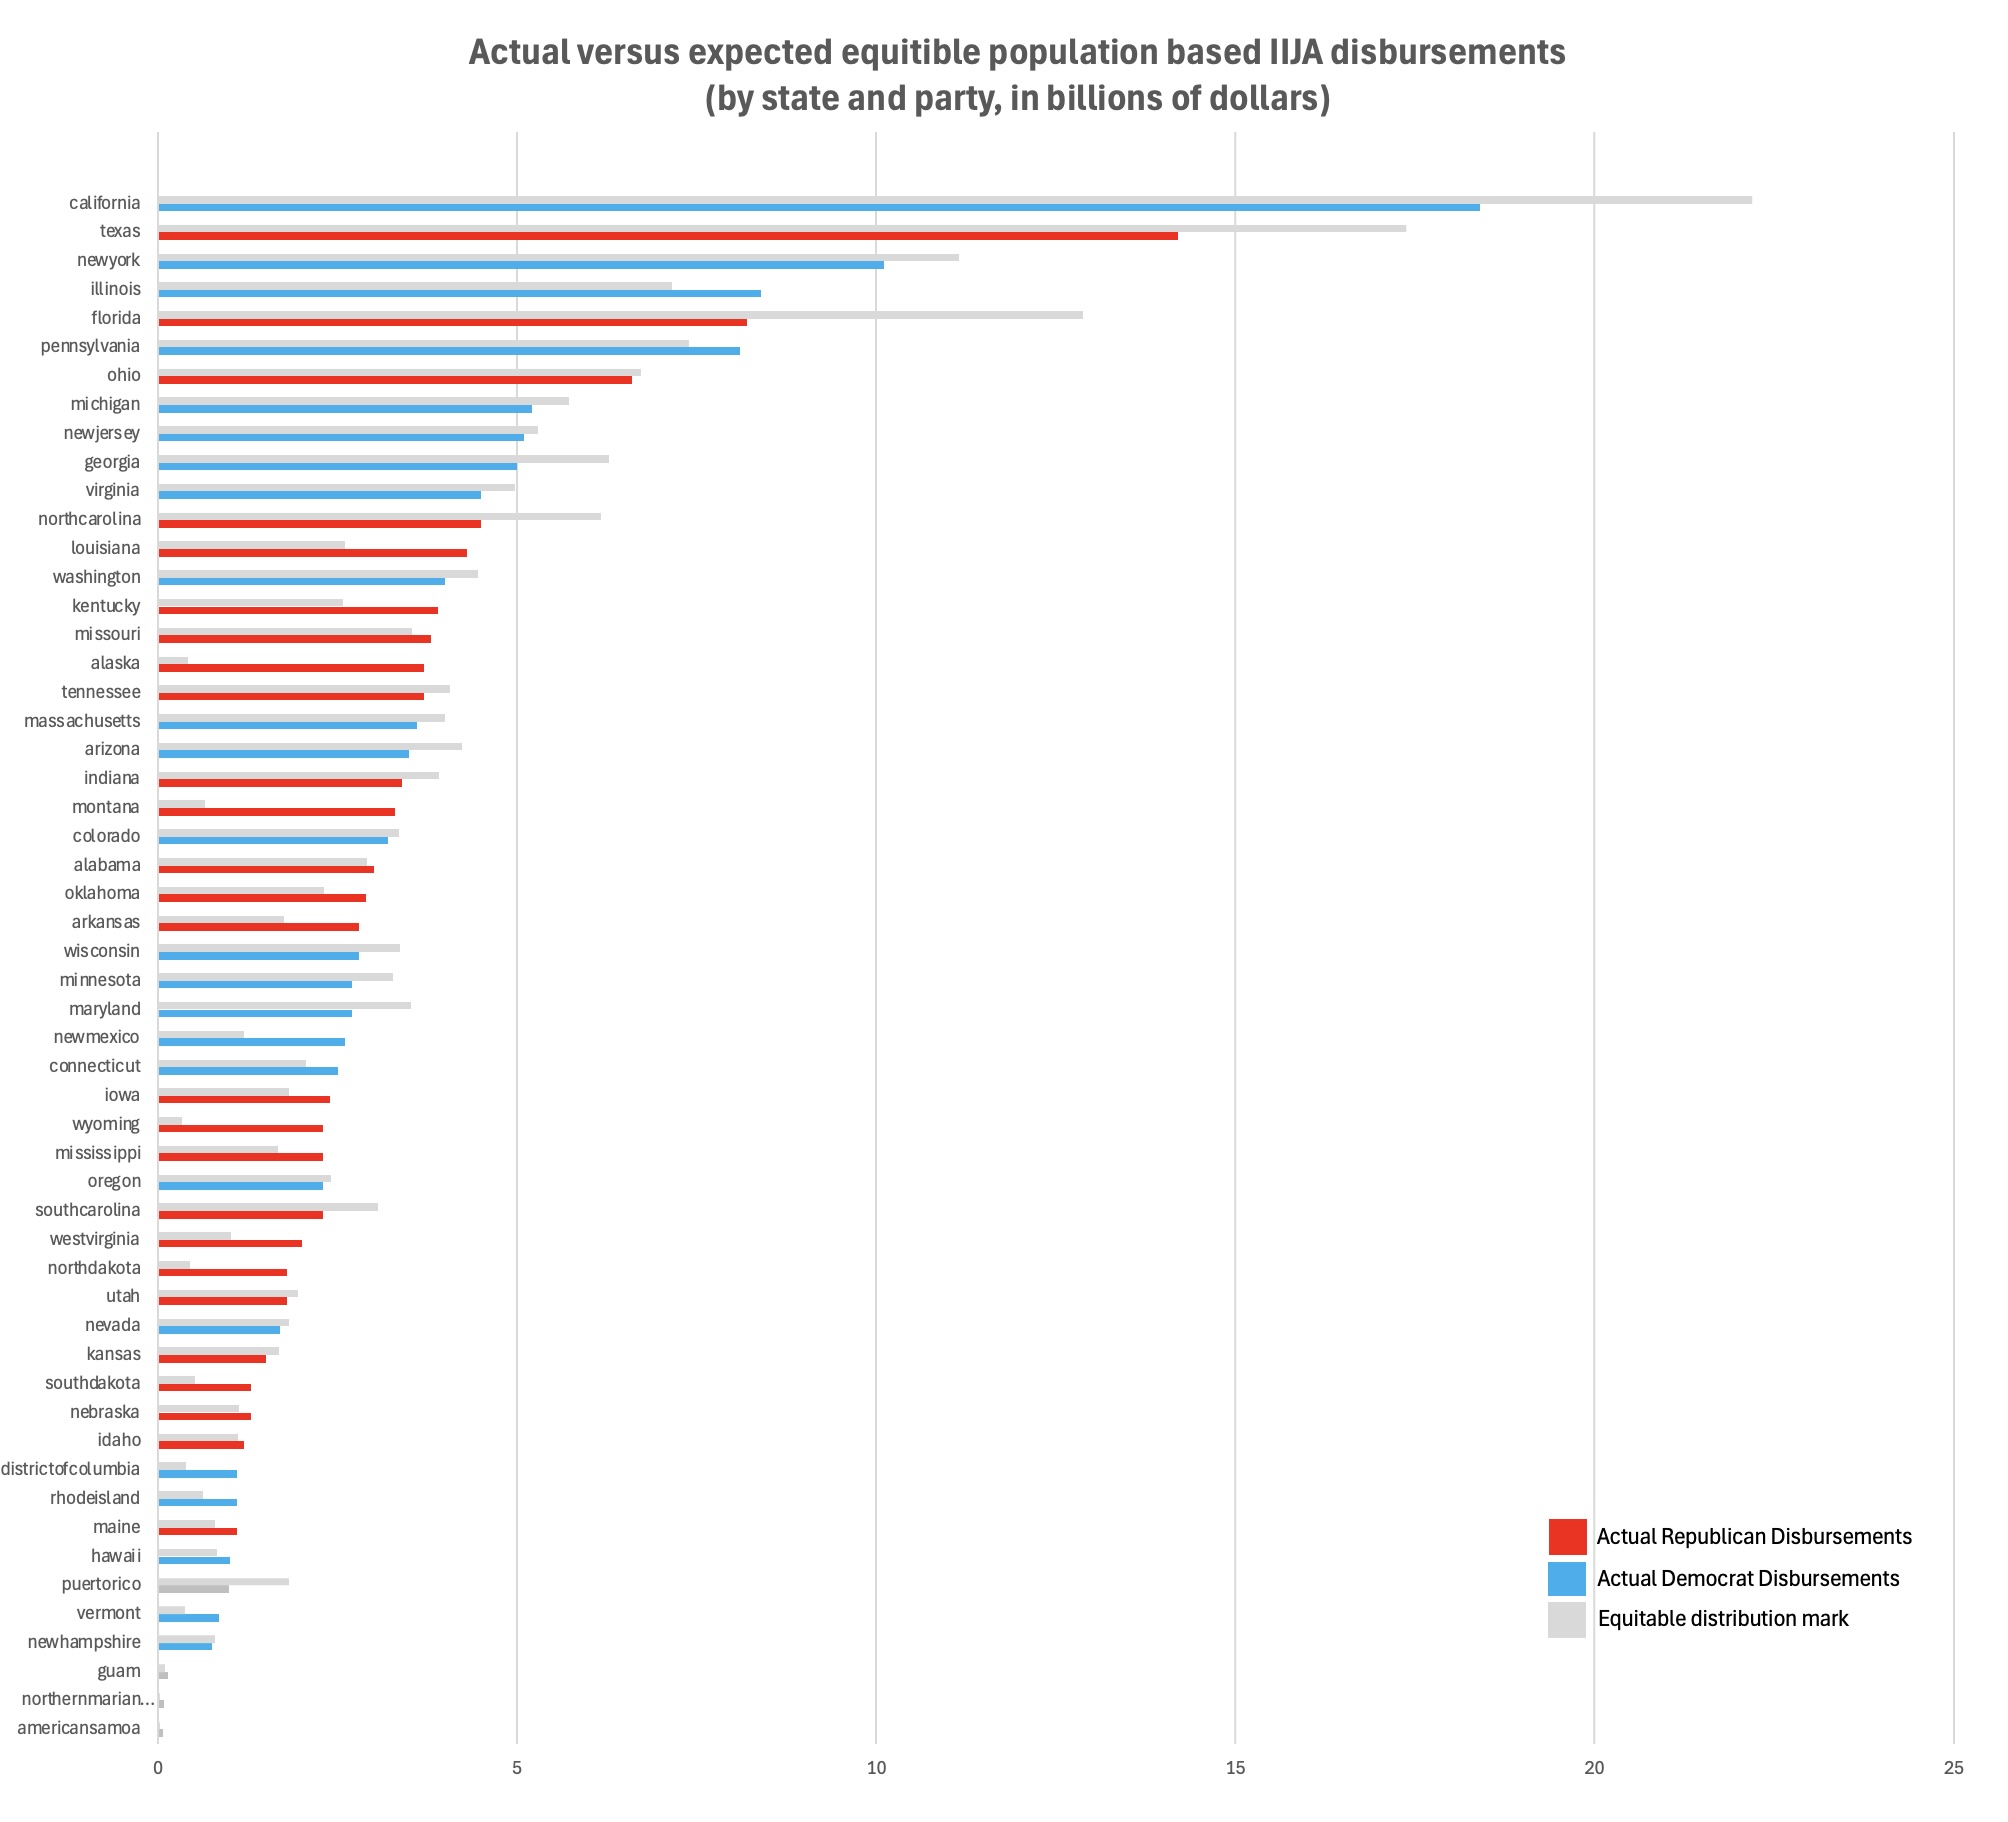 Actual versus expected equitible population based IIJA disbursements
(by state and party, in billions of dollars)
california
texas
newyork
illinois
florida
pennsylvania
ohio
michigan
newjersey
georgia
virginia
northcarolina
louisiana
washington
kentucky
missouri
alaska
tennessee
massachusetts
arizona
indiana
montana
colorado
alabama
oklahoma
arkansas
wisconsin
minnesota
maryland
newmexico
connecticut
iowa
wyoming
mississippi
oregon
southcarolina
westvirginia
northdakota
utah
nevada
kansas
southdakota
nebraska
idaho
districtofcolumbia
rhodeisland
maine
hawaii
puertorico
vermont
newhampshire
guam
northernmarian...
americansamoa
0 5 10 15 20 25
Actual Republican Disbursements
Actual Democrat Disbursements
Equitable distribution mark